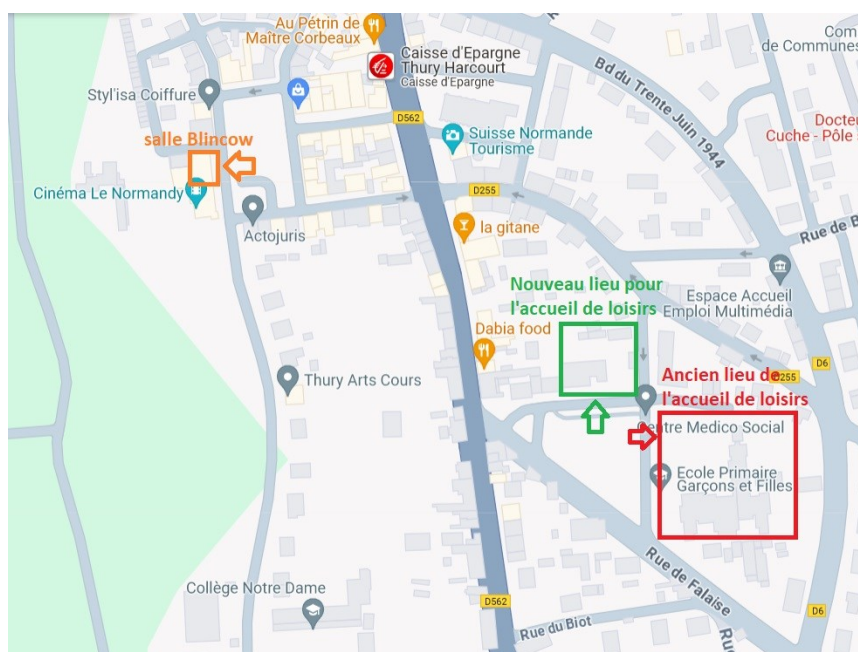 Au Pétrin de
Maître Corbeaux
Caisse d'Epargne
Thury Harcourt
Caisse d'Epargne
Com
de Communes
Bd du Trente Juin 1944
Styl'isa Coiffure
D562
Suisse Normande
Tourisme
Docteu
Cuche - Pôle
salle Blincow
Cinéma Le Normandy
D255
Actojuris
la gitane
Rue de B
Nouveau lieu pour
l'accueil de loisirs
Espace Accueil
Emploi Multimédia
Dabia food
D6
Thury Arts Cours
Ancien lieu de
l'accueil de loisirs
D255
Centre Medico Social
Ecole Primaire
Garçons et Filles
Rue de Falaise
Collège Notre Dame
D562
D6
Rue du Biot
Ru